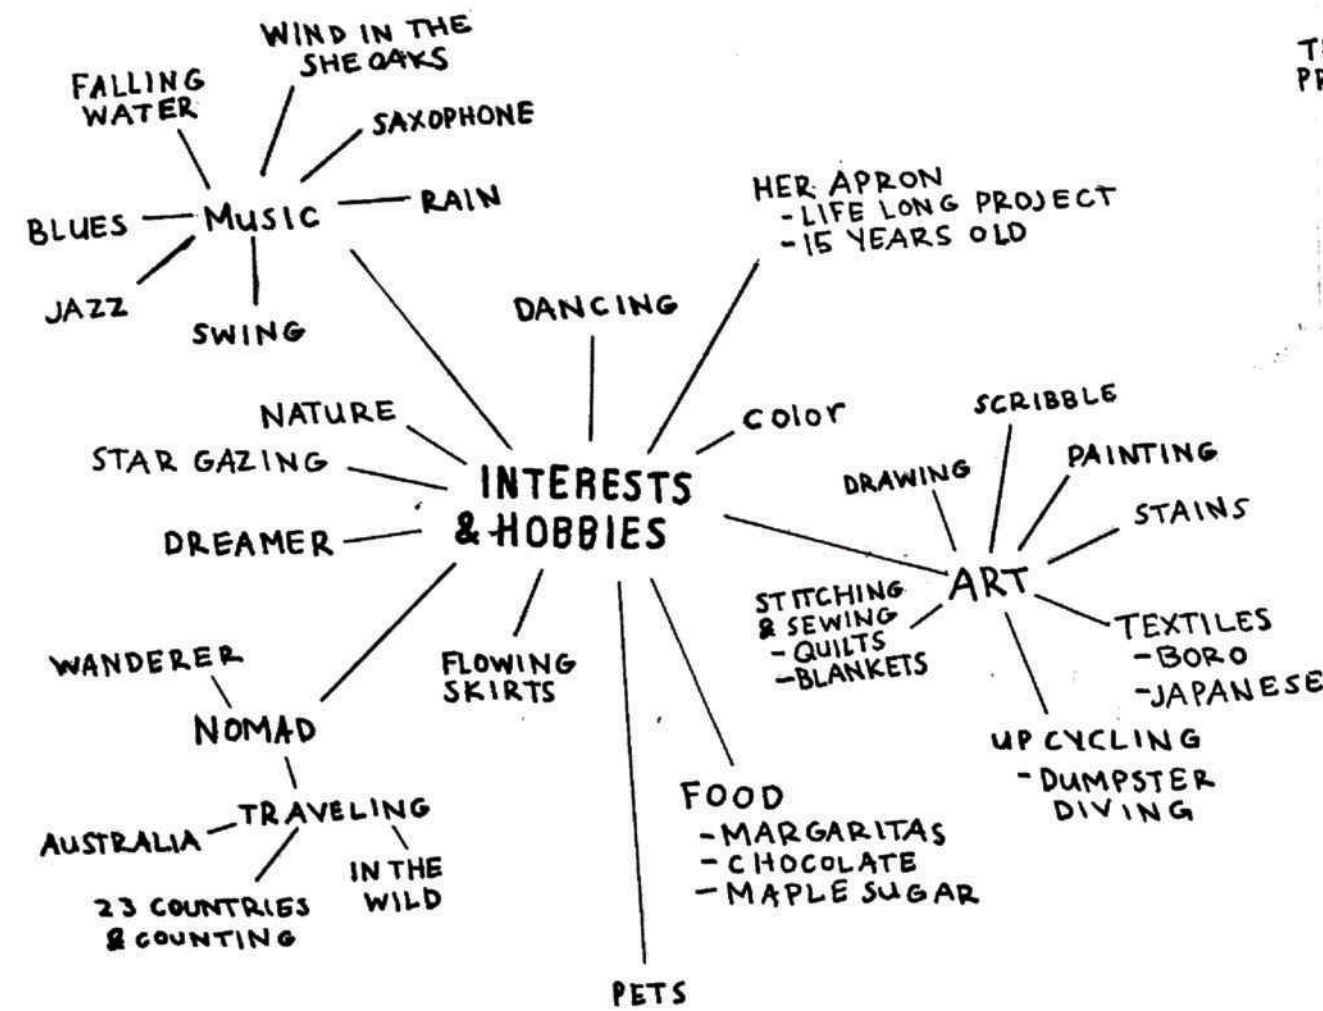 WIND IN THE
SHE OAKS
FALLING
WATER
SAXOPHONE
RAIN
BLUES
MUSIC
JAZZ
SWING
HER APRON
- LIFE LONG PROJECT
- 15 YEARS OLD
DANCING
COLOR
NATURE
STAR GAZING
DREAMER
INTERESTS
& HOBBIES
SCRIBBLE
PAINTING
DRAWING
STAINS
ART
STITCHING
& SEWING
- QUILTS
- BLANKETS
TEXTILES
- BORO
- JAPANESE
UP CYCLING
- DUMPSTER
DIVING
WANDERER
NOMAD
TRAVELING
AUSTRALIA
23 COUNTRIES
& COUNTING
IN THE
WILD
FLOWING
SKIRTS
FOOD
- MARGARITAS
- CHOCOLATE
- MAPLE SUGAR
PETS